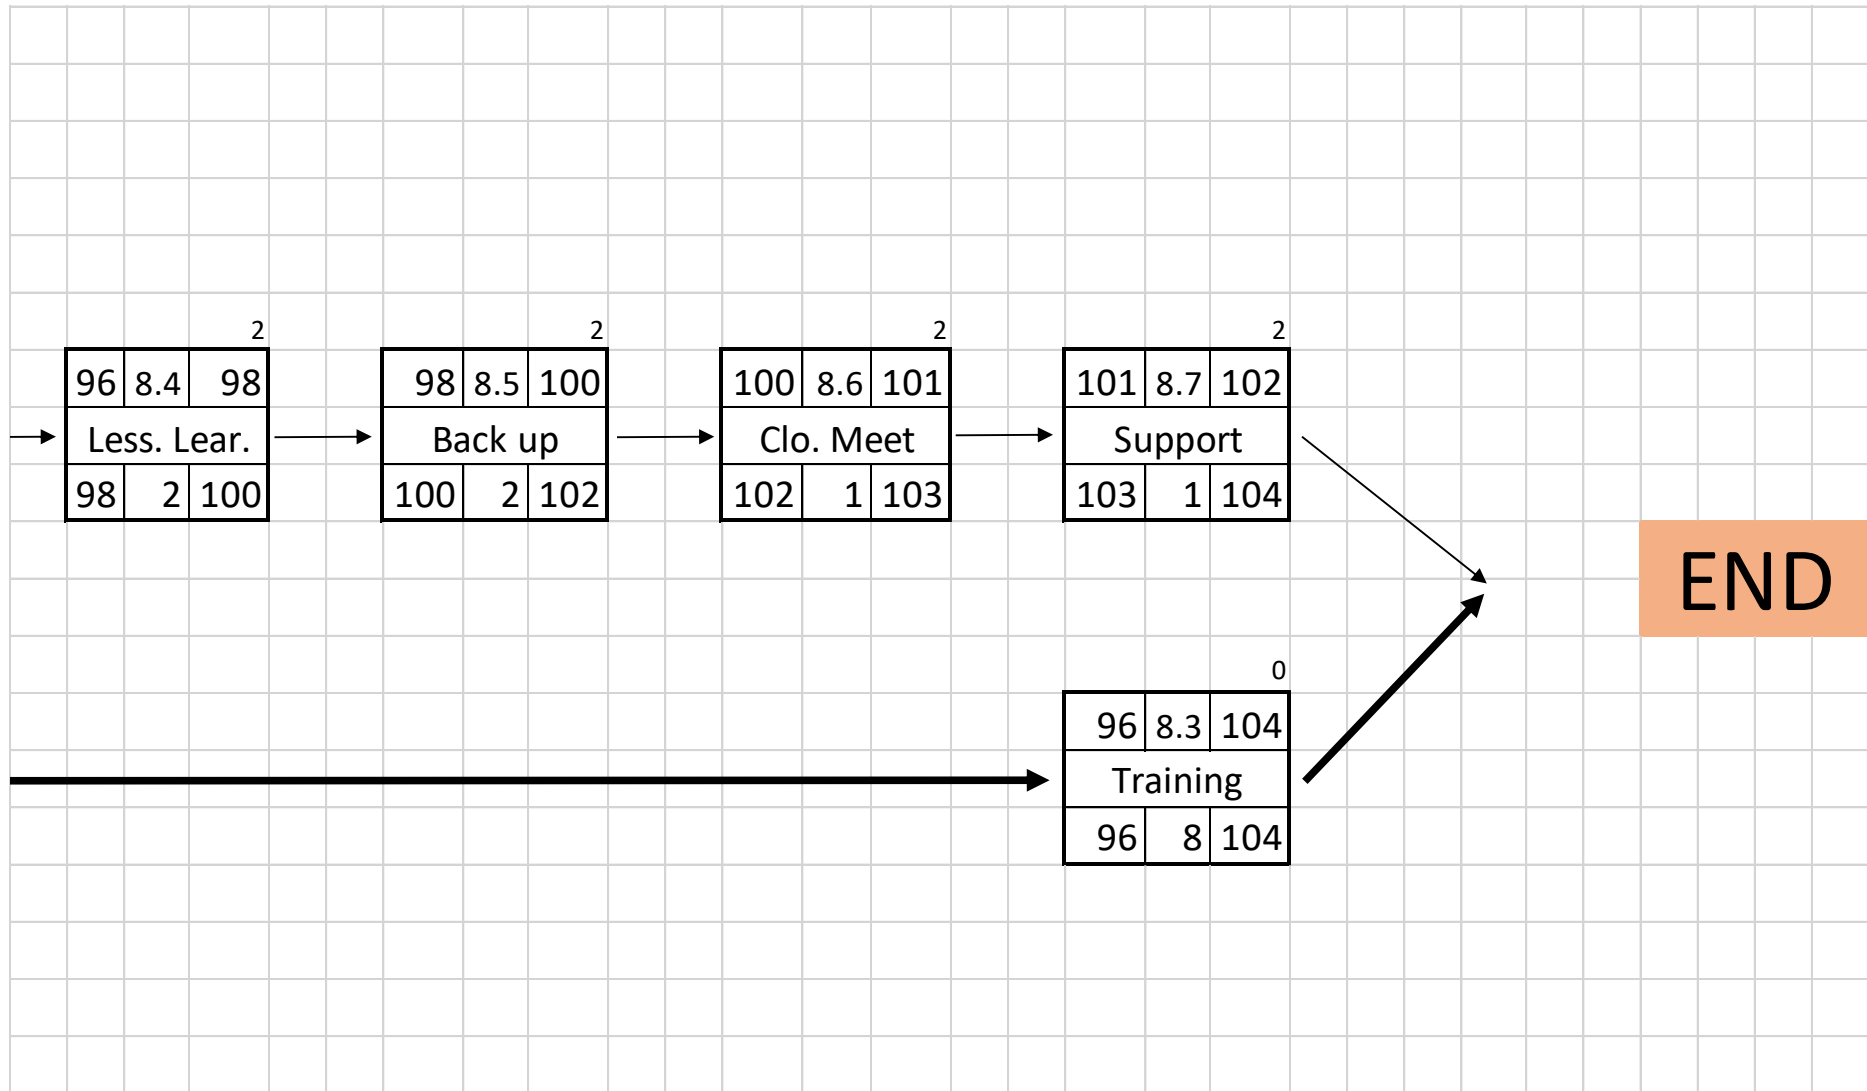 2 2 2 2
96 8.4 98 98 8.5 100 100 8.6 101 101 8.7 102
Less. Lear. Back up Clo. Meet Support
98 2 100 100 2 102 102 1 103 103 1 104
END
0
96 8.3 104
Training
96 8 104